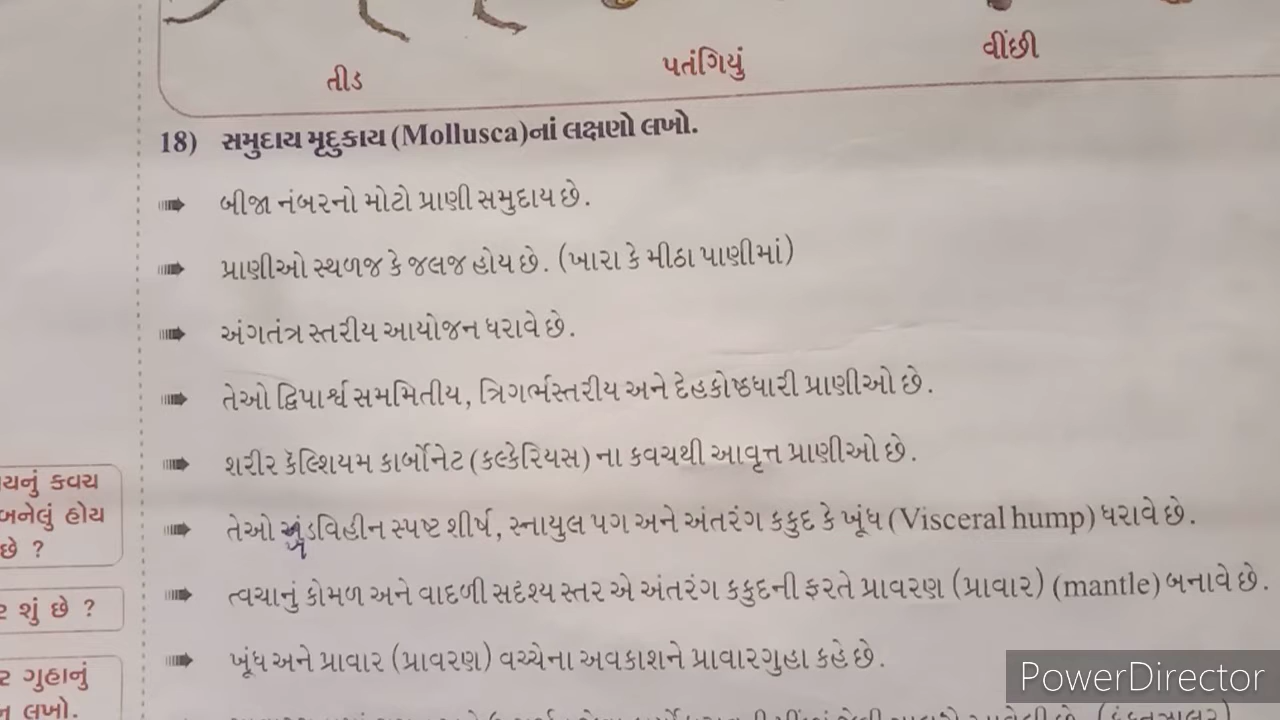 તીડ
પતંગિયું
વીંછી
18) સમુદાય મૃદુકાય (Mollusca)નાં લક્ષણો લખો.
બીજા નંબરનો મોટો પ્રાણી સમુદાય છે.
પ્રાણીઓ સ્થળજ કે જલજ હોય છે. (ખારા કે મીઠા પાણીમાં)
અંગતંત્ર સ્તરીય આયોજન ધરાવે છે.
તેઓ દ્વિપાર્શ્વ સમમિતીય, ત્રિગર્ભસ્તરીય અને દેહકોષ્ઠધારી પ્રાણીઓ છે.
શરીર કૅલ્શિયમ કાર્બોનેટ (કલ્કેરિયસ) ના કવચથી આવૃત્ત પ્રાણીઓ છે.
તેઓ ખંડવિહીન સ્પષ્ટ શીર્ષ, સ્નાયુલ પગ અને અંતરંગ કકુદ કે ખૂંધ (Visceral hump) ધરાવે છે.
ત્વચાનું કોમળ અને વાદળી સદૃશ્ય સ્તર એ અંતરંગ કકુદની ફરતે પ્રાવરણ (પ્રાવાર) (mantle) બનાવે છે.
ખૂંધ અને પ્રાવાર (પ્રાવરણ) વચ્ચેના અવકાશને પ્રાવારગુહા કહે છે.
યનું કવચ
બનેલું હોય
છે ?
શું છે ?
ગુહાનું
લખો.
PowerDirector